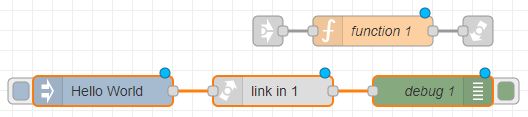 function 1
Hello World
link in 1
debug 1